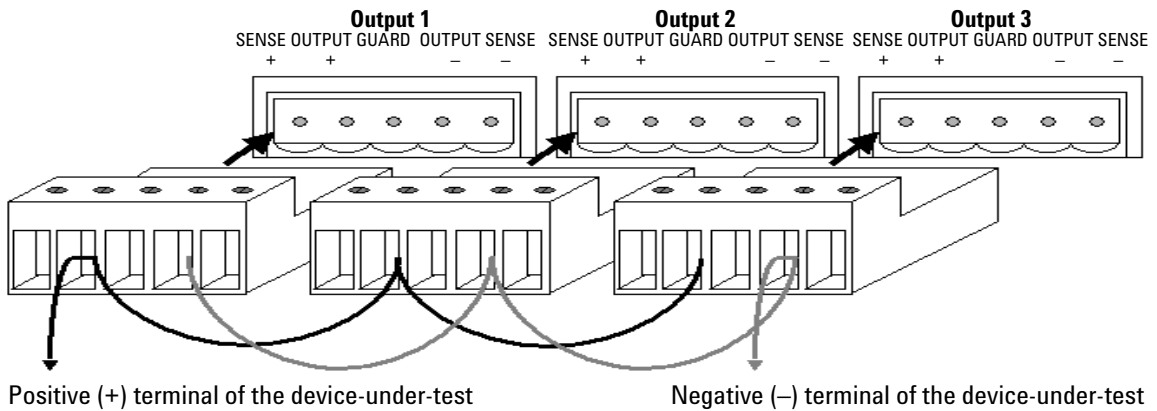 Output 1 Output 2 Output 3
SENSE OUTPUT GUARD OUTPUT SENSE SENSE OUTPUT GUARD OUTPUT SENSE SENSE OUTPUT GUARD OUTPUT SENSE
+ + – – + + – – + + – –
Positive (+) terminal of the device-under-test Negative (–) terminal of the device-under-test